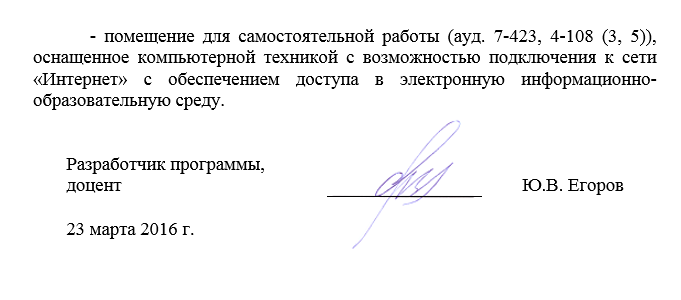 - помещение для самостоятельной работы (ауд. 7-423, 4-108 (3, 5)),
оснащенное компьютерной техникой с возможностью подключения к сети
«Интернет» с обеспечением доступа в электронную информационно-
образовательную среду.
Разработчик программы,
доцент Ю.В. Егоров
23 марта 2016 г.